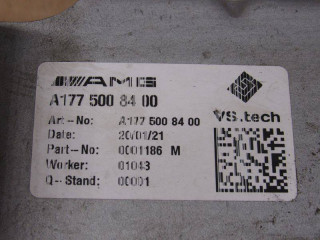 AMG
A177 500 84 00
VS.tech
Art-No: A177 500 84 00
Date: 20/01/21
Part-No: 0001186 M
Worker: 01043
Q-Stand: 00001